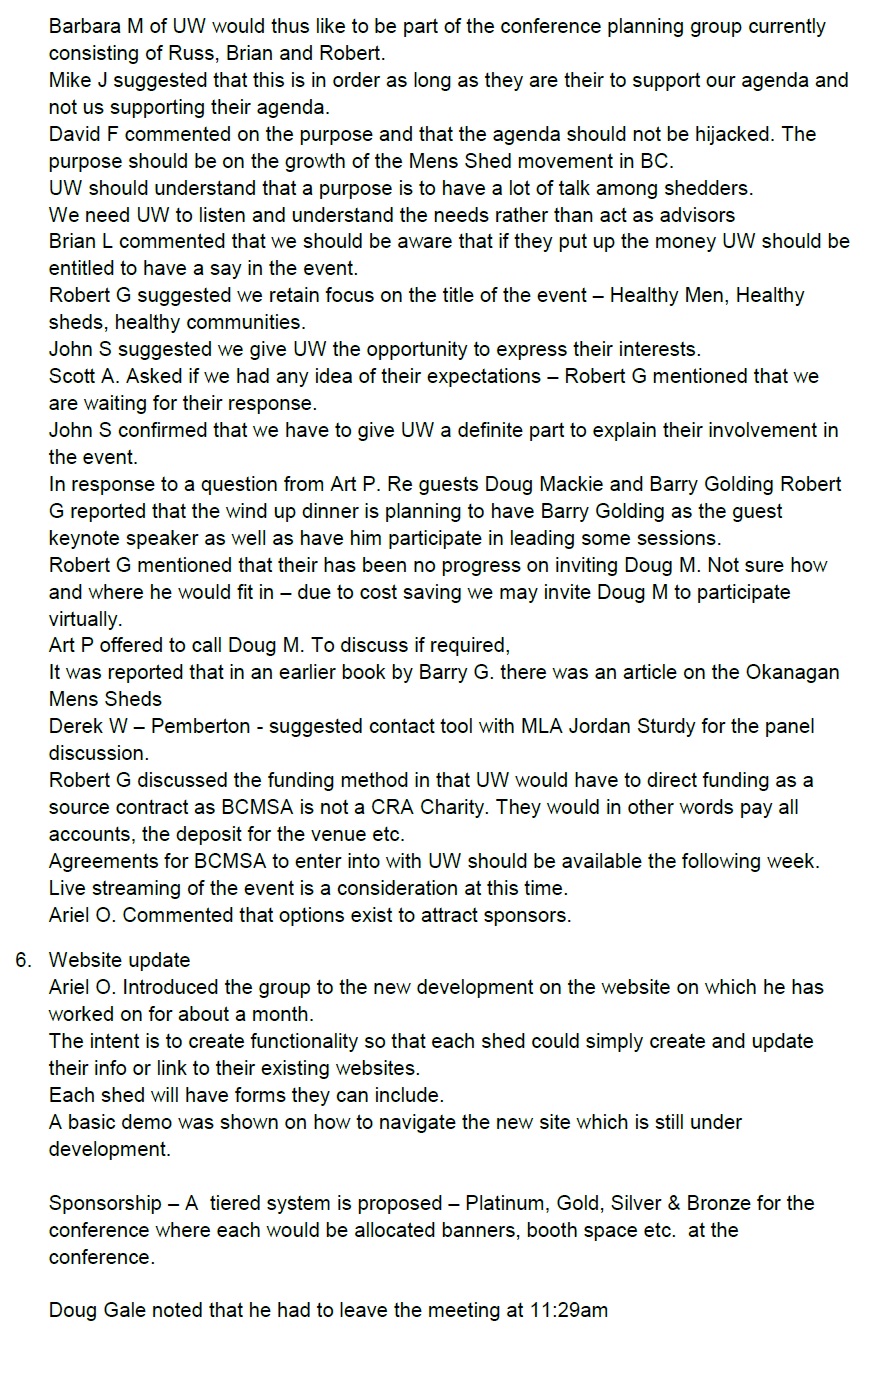 Barbara M of UW would thus like to be part of the conference planning group currently
consisting of Russ, Brian and Robert.
Mike J suggested that this is in order as long as they are their to support our agenda and
not us supporting their agenda.
David F commented on the purpose and that the agenda should not be hijacked. The
purpose should be on the growth of the Mens Shed movement in BC.
UW should understand that a purpose is to have a lot of talk among shedders.
We need UW to listen and understand the needs rather than act as advisors
Brian L commented that we should be aware that if they put up the money UW should be
entitled to have a say in the event.
Robert G suggested we retain focus on the title of the event – Healthy Men, Healthy
sheds, healthy communities.
John S suggested we give UW the opportunity to express their interests.
Scott A. Asked if we had any idea of their expectations – Robert G mentioned that we
are waiting for their response.
John S confirmed that we have to give UW a definite part to explain their involvement in
the event.
In response to a question from Art P. Re guests Doug Mackie and Barry Golding Robert
G reported that the wind up dinner is planning to have Barry Golding as the guest
keynote speaker as well as have him participate in leading some sessions.
Robert G mentioned that their has been no progress on inviting Doug M. Not sure how
and where he would fit in – due to cost saving we may invite Doug M to participate
virtually.
Art P offered to call Doug M. To discuss if required,
It was reported that in an earlier book by Barry G. there was an article on the Okanagan
Mens Sheds
Derek W – Pemberton - suggested contact tool with MLA Jordan Sturdy for the panel
discussion.
Robert G discussed the funding method in that UW would have to direct funding as a
source contract as BCMSA is not a CRA Charity. They would in other words pay all
accounts, the deposit for the venue etc.
Agreements for BCMSA to enter into with UW should be available the following week.
Live streaming of the event is a consideration at this time.
Ariel O. Commented that options exist to attract sponsors.
6. Website update
Ariel O. Introduced the group to the new development on the website on which he has
worked on for about a month.
The intent is to create functionality so that each shed could simply create and update
their info or link to their existing websites.
Each shed will have forms they can include.
A basic demo was shown on how to navigate the new site which is still under
development.
Sponsorship – A  tiered system is proposed – Platinum, Gold, Silver & Bronze for the
conference where each would be allocated banners, booth space etc.  at the
conference.
Doug Gale noted that he had to leave the meeting at 11:29am